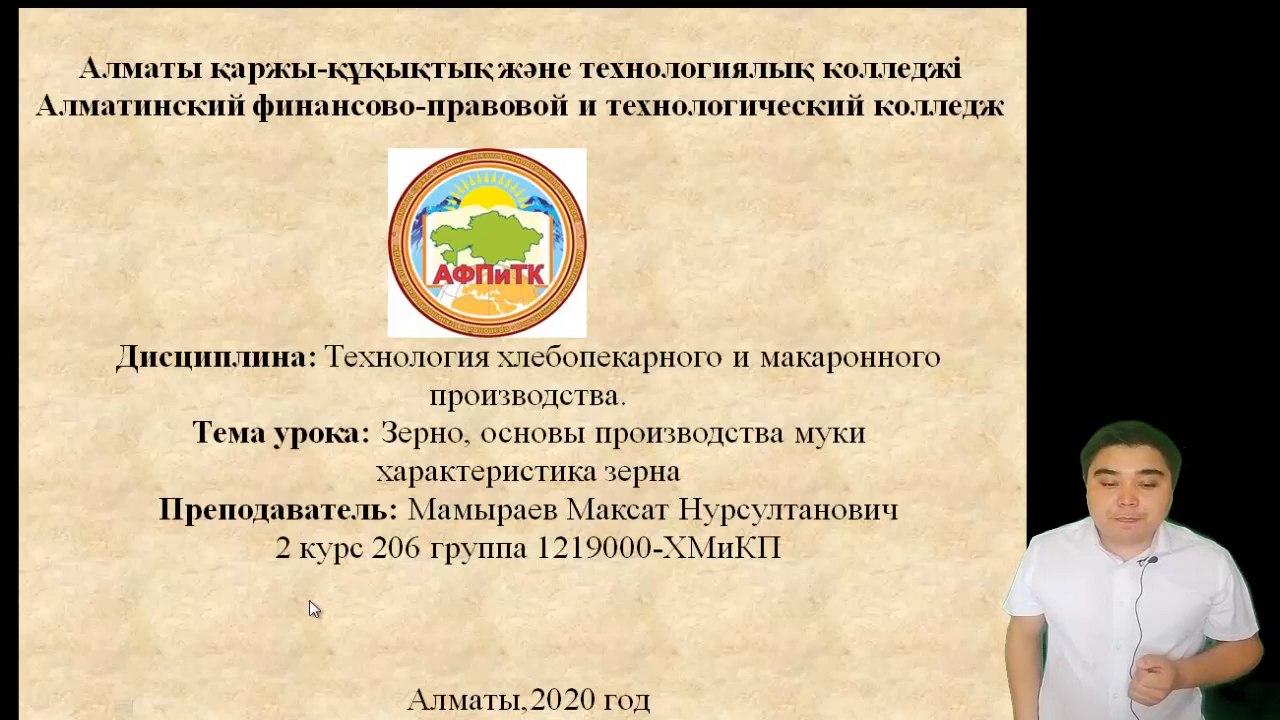 Алматы қаржы-құқықтық және технологиялық колледжі
Алматинский финансово-правовой и технологический колледж
АФПиТК
Дисциплина: Технология хлебопекарного и макаронного
производства.
Тема урока: Зерно, основы производства муки
характеристика зерна
Преподаватель: Мамыраев Максат Нурсултанович
2 курс 206 группа 1219000-ХМиКП
Алматы,2020 год